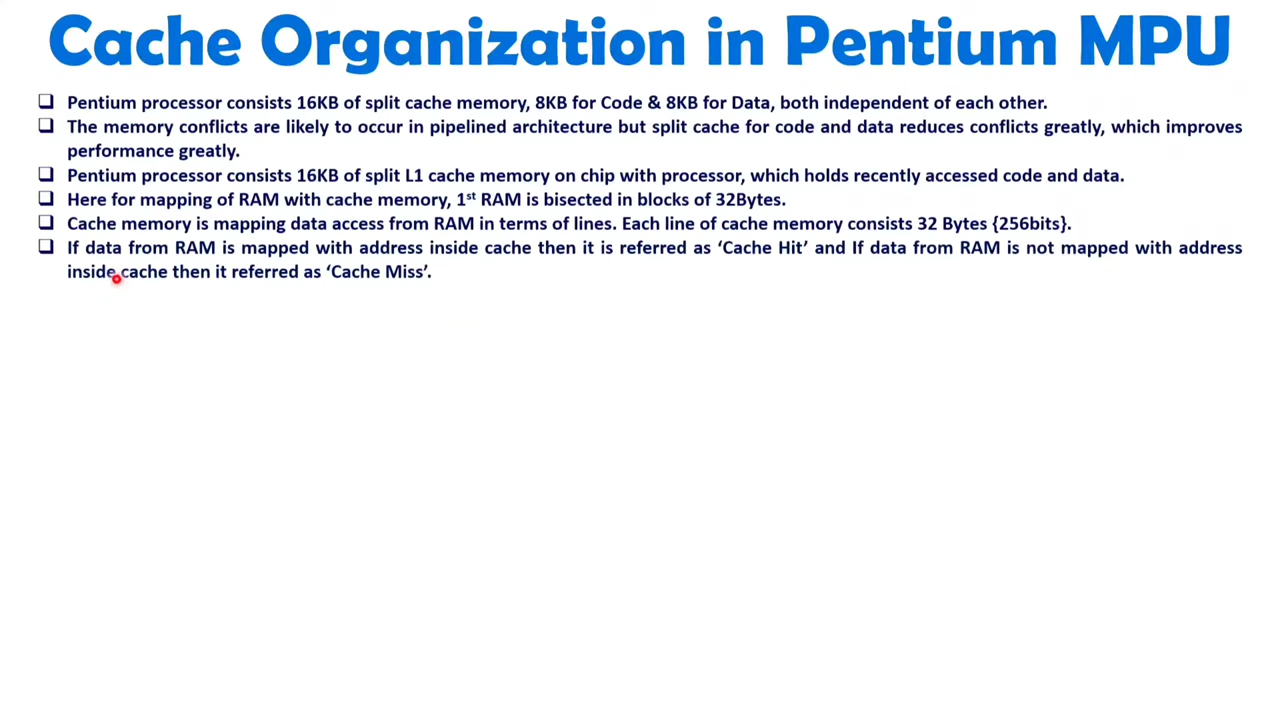 Cache Organization in Pentium MPU
❑ Pentium processor consists 16KB of split cache memory, 8KB for Code & 8KB for Data, both independent of each other.
❑ The memory conflicts are likely to occur in pipelined architecture but split cache for code and data reduces conflicts greatly, which improves
performance greatly.
❑ Pentium processor consists 16KB of split L1 cache memory on chip with processor, which holds recently accessed code and data.
❑ Here for mapping of RAM with cache memory, 1st RAM is bisected in blocks of 32Bytes.
❑ Cache memory is mapping data access from RAM in terms of lines. Each line of cache memory consists 32 Bytes {256bits}.
❑ If data from RAM is mapped with address inside cache then it is referred as ‘Cache Hit’ and If data from RAM is not mapped with address
inside cache then it referred as ‘Cache Miss’.